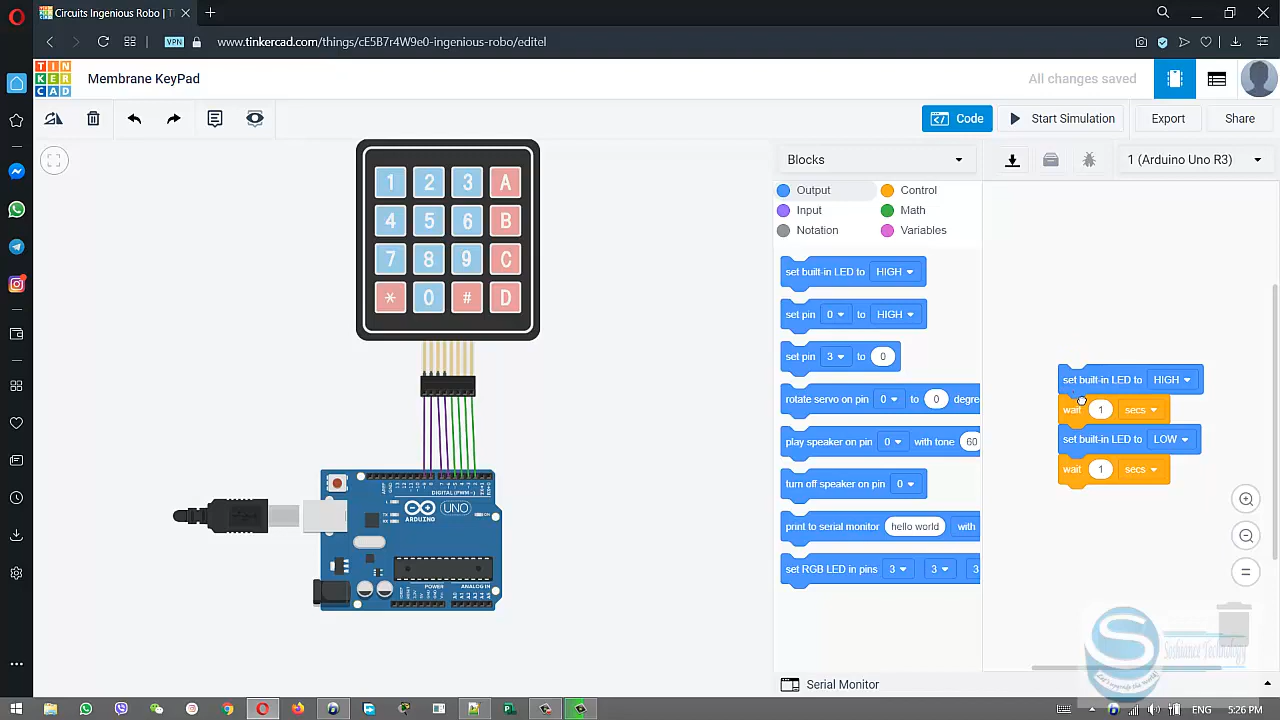 Circuits Ingenious Robo
VPN
www.tinkercad.com/things/cE5B7r4W9e0-ingenious-robo/editel
TIN
KER
CAD
Membrane KeyPad
All changes saved
Code
Start Simulation
Export
Share
1 2 3 A
4 5 6 B
7 8 9 C
* 0 # D
DIGITAL (PWM~)
UNO
ARDUINO
TX
RX
L
ON
POWER
ANALOG IN
Blocks
1 (Arduino Uno R3)
Output
Control
Input
Math
Notation
Variables
set built-in LED to HIGH
set pin 0 to HIGH
set pin 3 to 0
rotate servo on pin 0 to 0 degre
play speaker on pin 0 with tone 60
turn off speaker on pin 0
print to serial monitor hello world with
set RGB LED in pins 3 3 3
set built-in LED to HIGH
wait 1 secs
set built-in LED to LOW
wait 1 secs
Serial Monitor
S
Soshiance Technology
ENG
5:26 PM